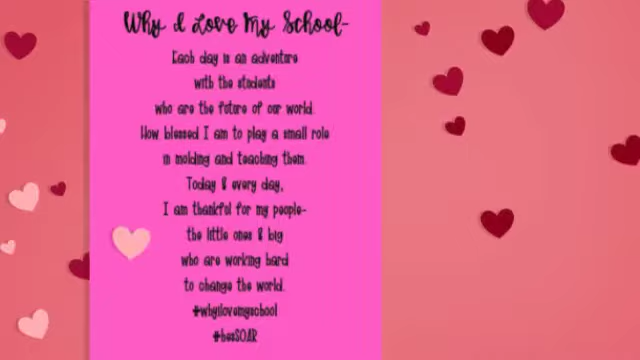 Why I Love My School-
Each day is an adventure
with the students
who are the future of our world.
How blessed I am to play a small role
in molding and teaching them.
Today & every day,
I am thankful for my people-
the little ones & big
who are working hard
to change the world.
#whyilovemyschool
#hesSOAR